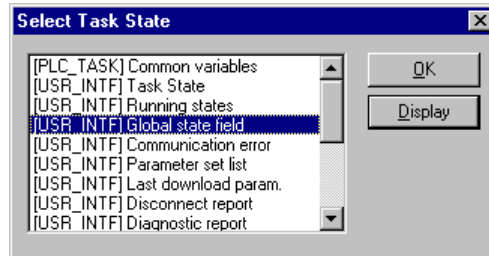 Select Task State
[PLC_TASK] Common variables
[USR_INTF] Task State
[USR_INTF] Running states
[USR_INTF] Global state field
[USR_INTF] Communication error
[USR_INTF] Parameter set list
[USR_INTF] Last download param.
[USR_INTF] Disconnect report
[USR_INTF] Diagnostic report
OK
Display